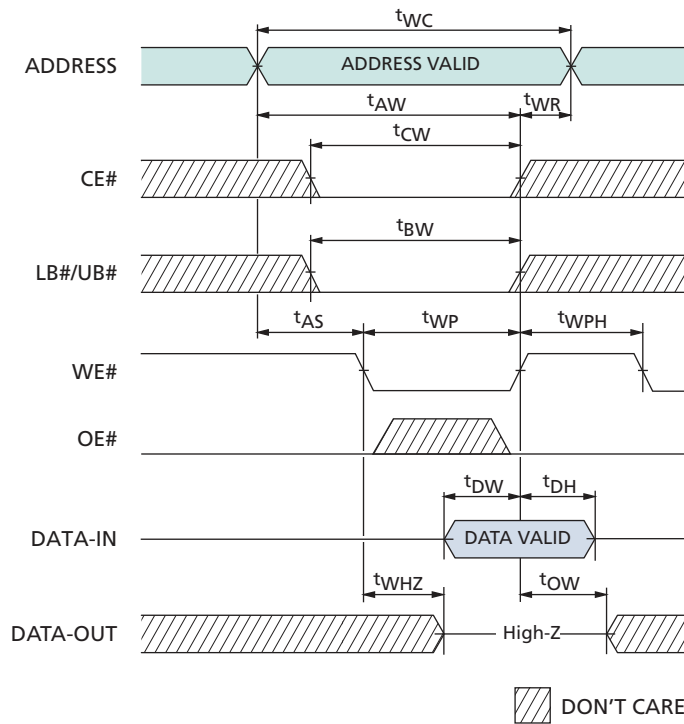 tWC
ADDRESS
ADDRESS VALID
tAW
tWR
tCW
CE#
tBW
LB#/UB#
tAS
tWP
tWPH
WE#
OE#
tDW
tDH
DATA-IN
DATA VALID
tWHZ
tOW
DATA-OUT
High-Z
DON'T CARE